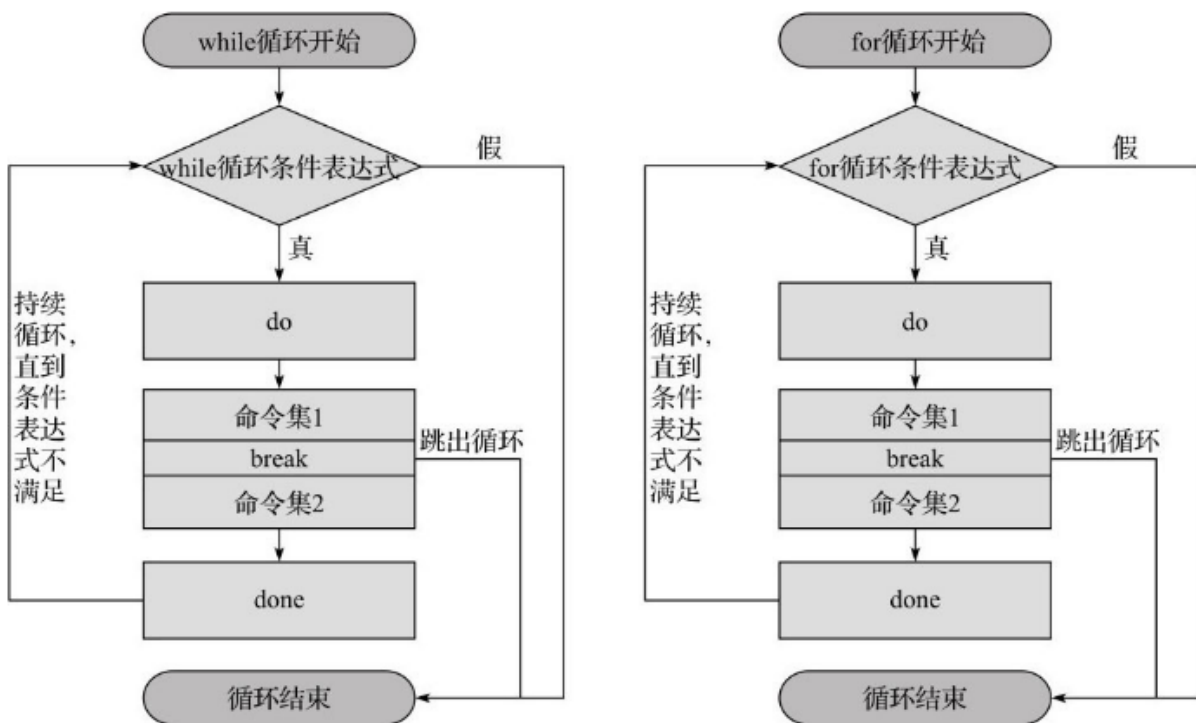 while循环开始
while循环条件表达式
假
真
do
持续
循环，
直到
条件
表达
式不
满足
命令集1
break
跳出循环
命令集2
done
循环结束
for循环开始
for循环条件表达式
假
真
do
持续
循环，
直到
条件
表达
式不
满足
命令集1
break
跳出循环
命令集2
done
循环结束